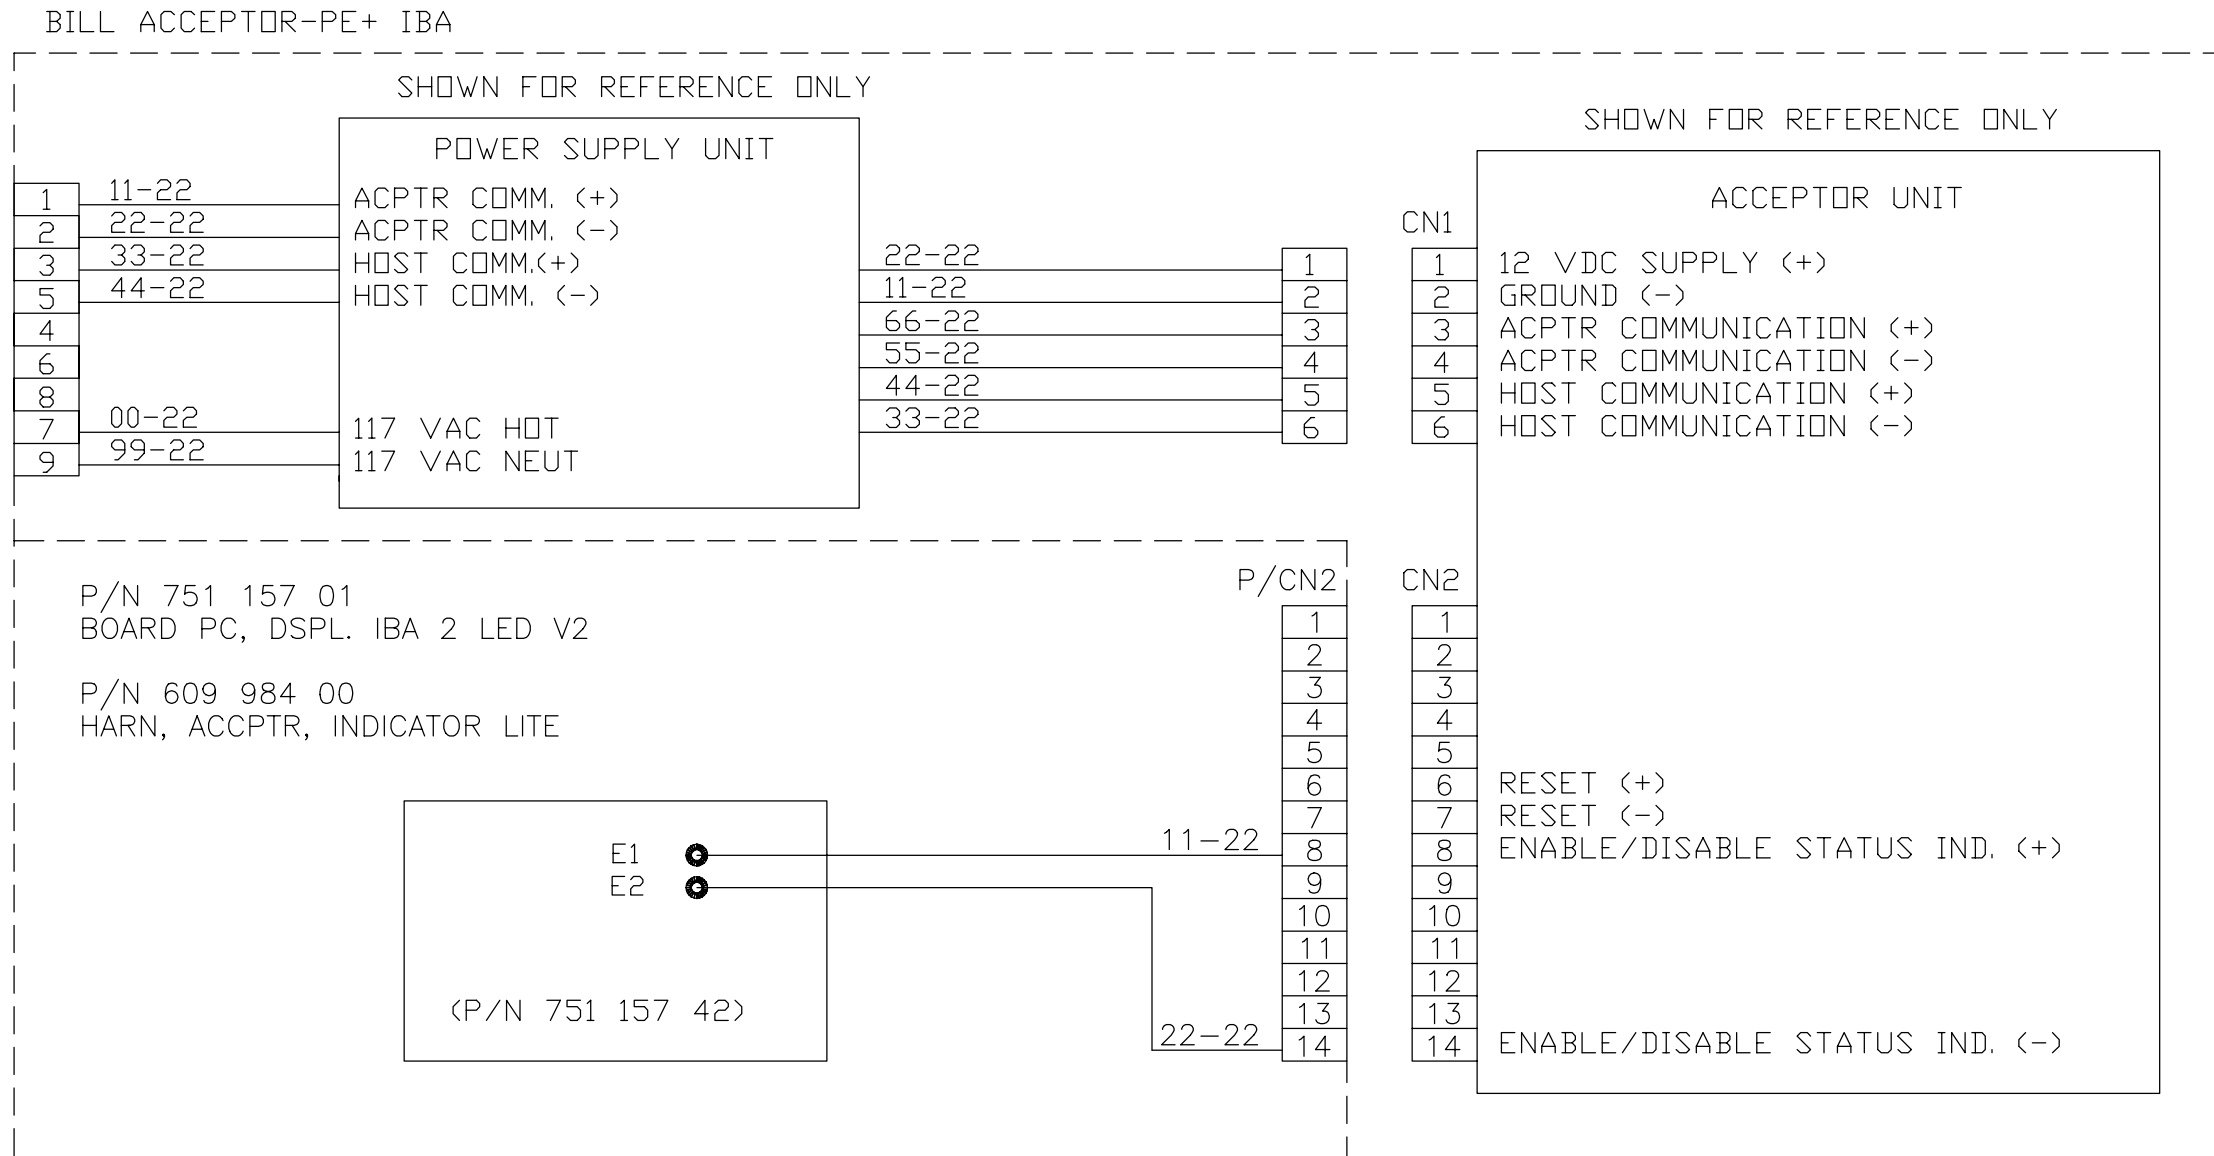 BILL ACCEPTOR-PE+ IBA
SHOWN FOR REFERENCE ONLY
POWER SUPPLY UNIT
1 11-22 ACPTR COMM. (+)
2 22-22 ACPTR COMM. (-)
3 33-22 HOST COMM.(+)
5 44-22 HOST COMM. (-)
4
6
8
7 00-22 117 VAC HOT
9 99-22 117 VAC NEUT
22-22 1
11-22 2
66-22 3
55-22 4
44-22 5
33-22 6
SHOWN FOR REFERENCE ONLY
ACCEPTOR UNIT
CN1
1 12 VDC SUPPLY (+)
2 GROUND (-)
3 ACPTR COMMUNICATION (+)
4 ACPTR COMMUNICATION (-)
5 HOST COMMUNICATION (+)
6 HOST COMMUNICATION (-)
P/N 751 157 01
BOARD PC, DSPL. IBA 2 LED V2
P/N 609 984 00
HARN, ACCPTR, INDICATOR LITE
E1
E2
(P/N 751 157 42)
P/CN2
1
2
3
4
5
6
7
11-22 8
9
10
11
12
13
22-22 14
CN2
1
2
3
4
5
6 RESET (+)
7 RESET (-)
8 ENABLE/DISABLE STATUS IND. (+)
9
10
11
12
13
14 ENABLE/DISABLE STATUS IND. (-)